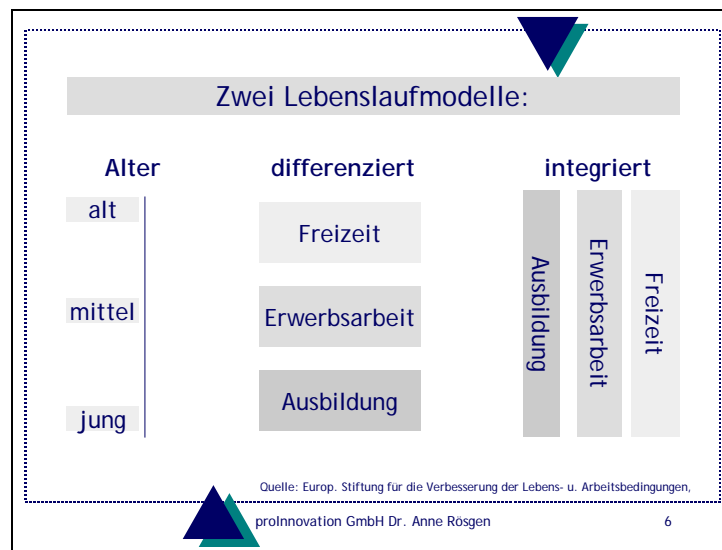 Zwei Lebenslaufmodelle:
Alter differenziert integriert
alt
mittel
jung
Freizeit
Erwerbsarbeit
Ausbildung
Ausbildung
Erwerbsarbeit
Freizeit
Quelle: Europ. Stiftung für die Verbesserung der Lebens- u. Arbeitsbedingungen,
proInnovation GmbH Dr. Anne Rösgen 6